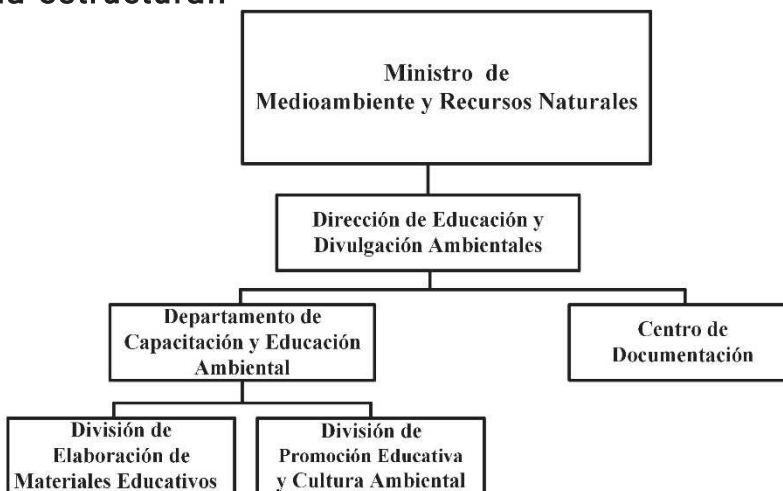 Ministro de
Medioambiente y Recursos Naturales
Dirección de Educación y
Divulgación Ambientales
Departamento de
Capacitación y Educación
Ambiental
Centro de
Documentación
División de
Elaboración de
Materiales Educativos
División de
Promoción Educativa
y Cultura Ambiental